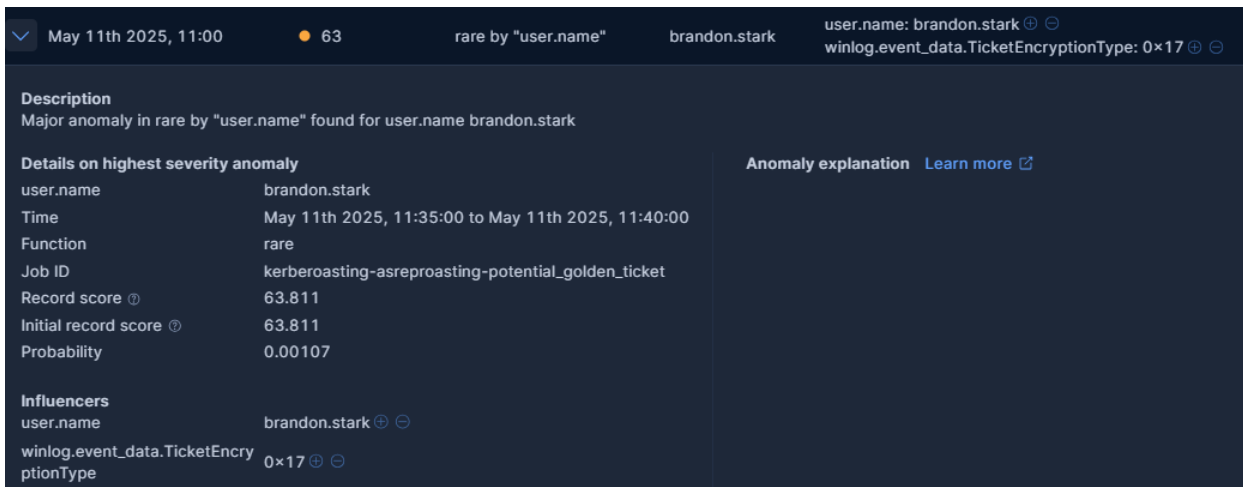 May 11th 2025, 11:00 63 rare by "user.name" brandon.stark user.name: brandon.stark
winlog.event_data.TicketEncryptionType: 0×17
Description
Major anomaly in rare by "user.name" found for user.name brandon.stark
Details on highest severity anomaly
user.name brandon.stark
Time May 11th 2025, 11:35:00 to May 11th 2025, 11:40:00
Function rare
Job ID kerberoasting-asreproasting-potential_golden_ticket
Record score 63.811
Initial record score 63.811
Probability 0.00107
Influencers
user.name brandon.stark
winlog.event_data.TicketEncry
ptionType 0×17
Anomaly explanation Learn more